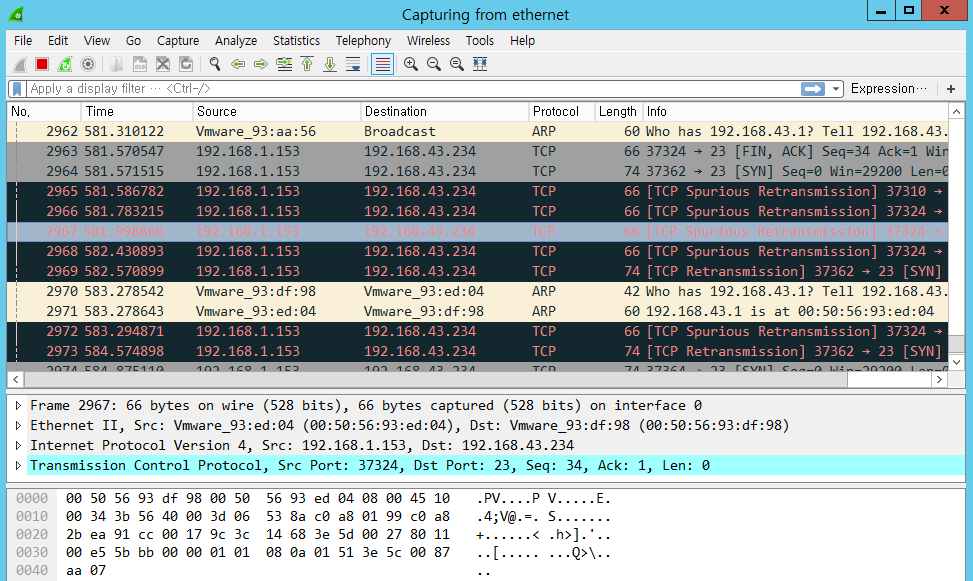 Capturing from ethernet
File Edit View Go Capture Analyze Statistics Telephony Wireless Tools Help
Apply a display filter ··· <Ctrl-/> Expression··· +
No. Time Source Destination Protocol Length Info
2962 581.310122 Vmware_93:aa:56 Broadcast ARP 60 Who has 192.168.43.1? Tell 192.168.43.
2963 581.570547 192.168.1.153 192.168.43.234 TCP 66 37324 → 23 [FIN, ACK] Seq=34 Ack=1 Win
2964 581.571515 192.168.1.153 192.168.43.234 TCP 74 37362 → 23 [SYN] Seq=0 Win=29200 Len=0
2965 581.586782 192.168.1.153 192.168.43.234 TCP 66 [TCP Spurious Retransmission] 37310 →
2966 581.783215 192.168.1.153 192.168.43.234 TCP 66 [TCP Spurious Retransmission] 37324 →
2967 581.998866 192.168.1.153 192.168.43.234 TCP 66 [TCP Spurious Retransmission] 37324 →
2968 582.430893 192.168.1.153 192.168.43.234 TCP 66 [TCP Spurious Retransmission] 37324 →
2969 582.570899 192.168.1.153 192.168.43.234 TCP 74 [TCP Retransmission] 37362 → 23 [SYN]
2970 583.278542 Vmware_93:df:98 Vmware_93:ed:04 ARP 42 Who has 192.168.43.1? Tell 192.168.43.
2971 583.278643 Vmware_93:ed:04 Vmware_93:df:98 ARP 60 192.168.43.1 is at 00:50:56:93:ed:04
2972 583.294871 192.168.1.153 192.168.43.234 TCP 66 [TCP Spurious Retransmission] 37324 →
2973 584.574898 192.168.1.153 192.168.43.234 TCP 74 [TCP Retransmission] 37362 → 23 [SYN]
2974 584.875110 192.168.1.153 192.168.43.234 TCP 74 37364 → 23 [SYN] Seq=0 Win=29200 Len=0
Frame 2967: 66 bytes on wire (528 bits), 66 bytes captured (528 bits) on interface 0
Ethernet II, Src: Vmware_93:ed:04 (00:50:56:93:ed:04), Dst: Vmware_93:df:98 (00:50:56:93:df:98)
Internet Protocol Version 4, Src: 192.168.1.153, Dst: 192.168.43.234
Transmission Control Protocol, Src Port: 37324, Dst Port: 23, Seq: 34, Ack: 1, Len: 0
0000 00 50 56 93 df 98 00 50 56 93 ed 04 08 00 45 10 .PV....P V.....E.
0010 00 34 3b 56 40 00 3d 06 53 8a c0 a8 01 99 c0 a8 .4;V@.=. S.......
0020 2b ea 91 cc 00 17 9c 3c 14 68 3e 5d 00 27 80 11 +......< .h>].'..
0030 00 e5 5b bb 00 00 01 01 08 0a 01 51 3e 5c 00 87 ..[..... ...Q>\..
0040 aa 07 ..